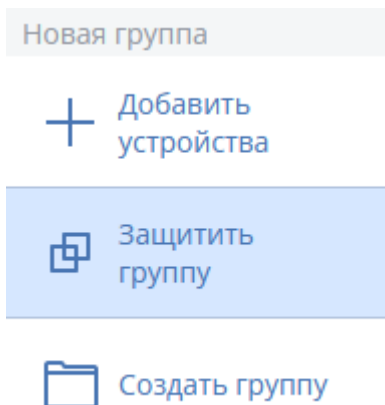 Новая группа
Добавить
устройства
Защитить
группу
Создать группу